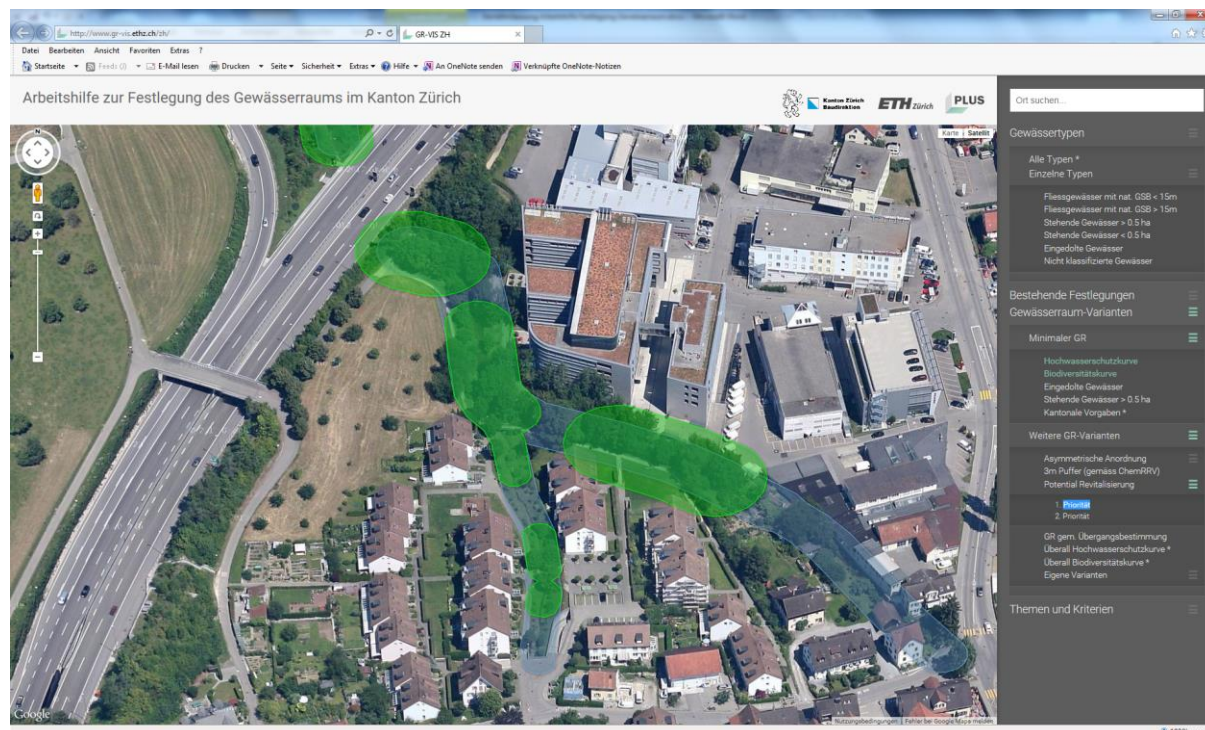 http://www.gr-vis.ethz.ch/zh/
GR-VIS ZH
Datei Bearbeiten Ansicht Favoriten Extras ?
Startseite Feeds (J) E-Mail lesen Drucken Seite Sicherheit Extras Hilfe An OneNote senden Verknüpfte OneNote-Notizen
Arbeitshilfe zur Festlegung des Gewässerraums im Kanton Zürich
Kanton Zürich
Baudirektion
ETH Zürich
PLUS
Karte Satellit
N
Google
Nutzungsbedingungen Fehler bei Google Maps melden
Ort suchen...
Gewässertypen
Alle Typen *
Einzelne Typen
Fliessgewässer mit nat. GSB < 15m
Fliessgewässer mit nat. GSB > 15m
Stehende Gewässer > 0.5 ha
Stehende Gewässer < 0.5 ha
Eingedolte Gewässer
Nicht klassifizierte Gewässer
Bestehende Festlegungen
Gewässerraum-Varianten
Minimaler GR
Hochwasserschutzkurve
Biodiversitätskurve
Eingedolte Gewässer
Stehende Gewässer > 0.5 ha
Kantonale Vorgaben *
Weitere GR-Varianten
Asymmetrische Anordnung
3m Puffer (gemäss ChemRRV)
Potential Revitalisierung
1. Priorität
2. Priorität
GR gem. Übergangsbestimmung
Überall Hochwasserschutzkurve *
Überall Biodiversitätskurve *
Eigene Varianten
Themen und Kriterien